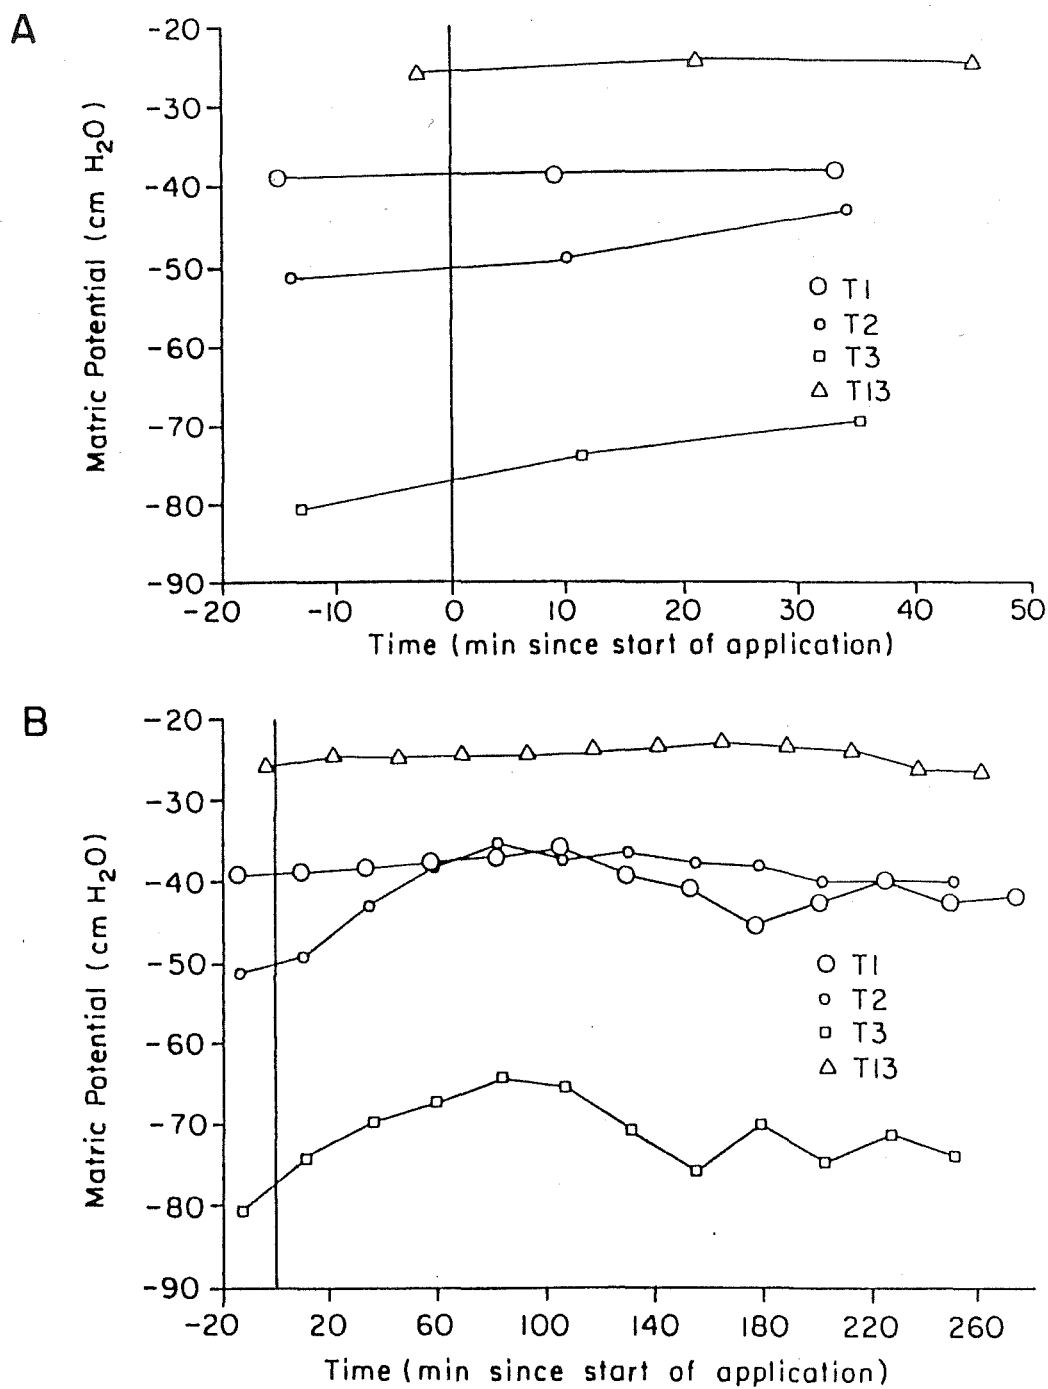 A
-20
-30
-40
-50
-60
-70
-80
-90
Matric Potential (cm H2O)
T1
T2
T3
T13
-20 -10 0 10 20 30 40 50
Time (min since start of application)
B
-20
-30
-40
-50
-60
-70
-80
-90
Matric Potential (cm H2O)
T1
T2
T3
T13
-20 20 60 100 140 180 220 260
Time (min since start of application)